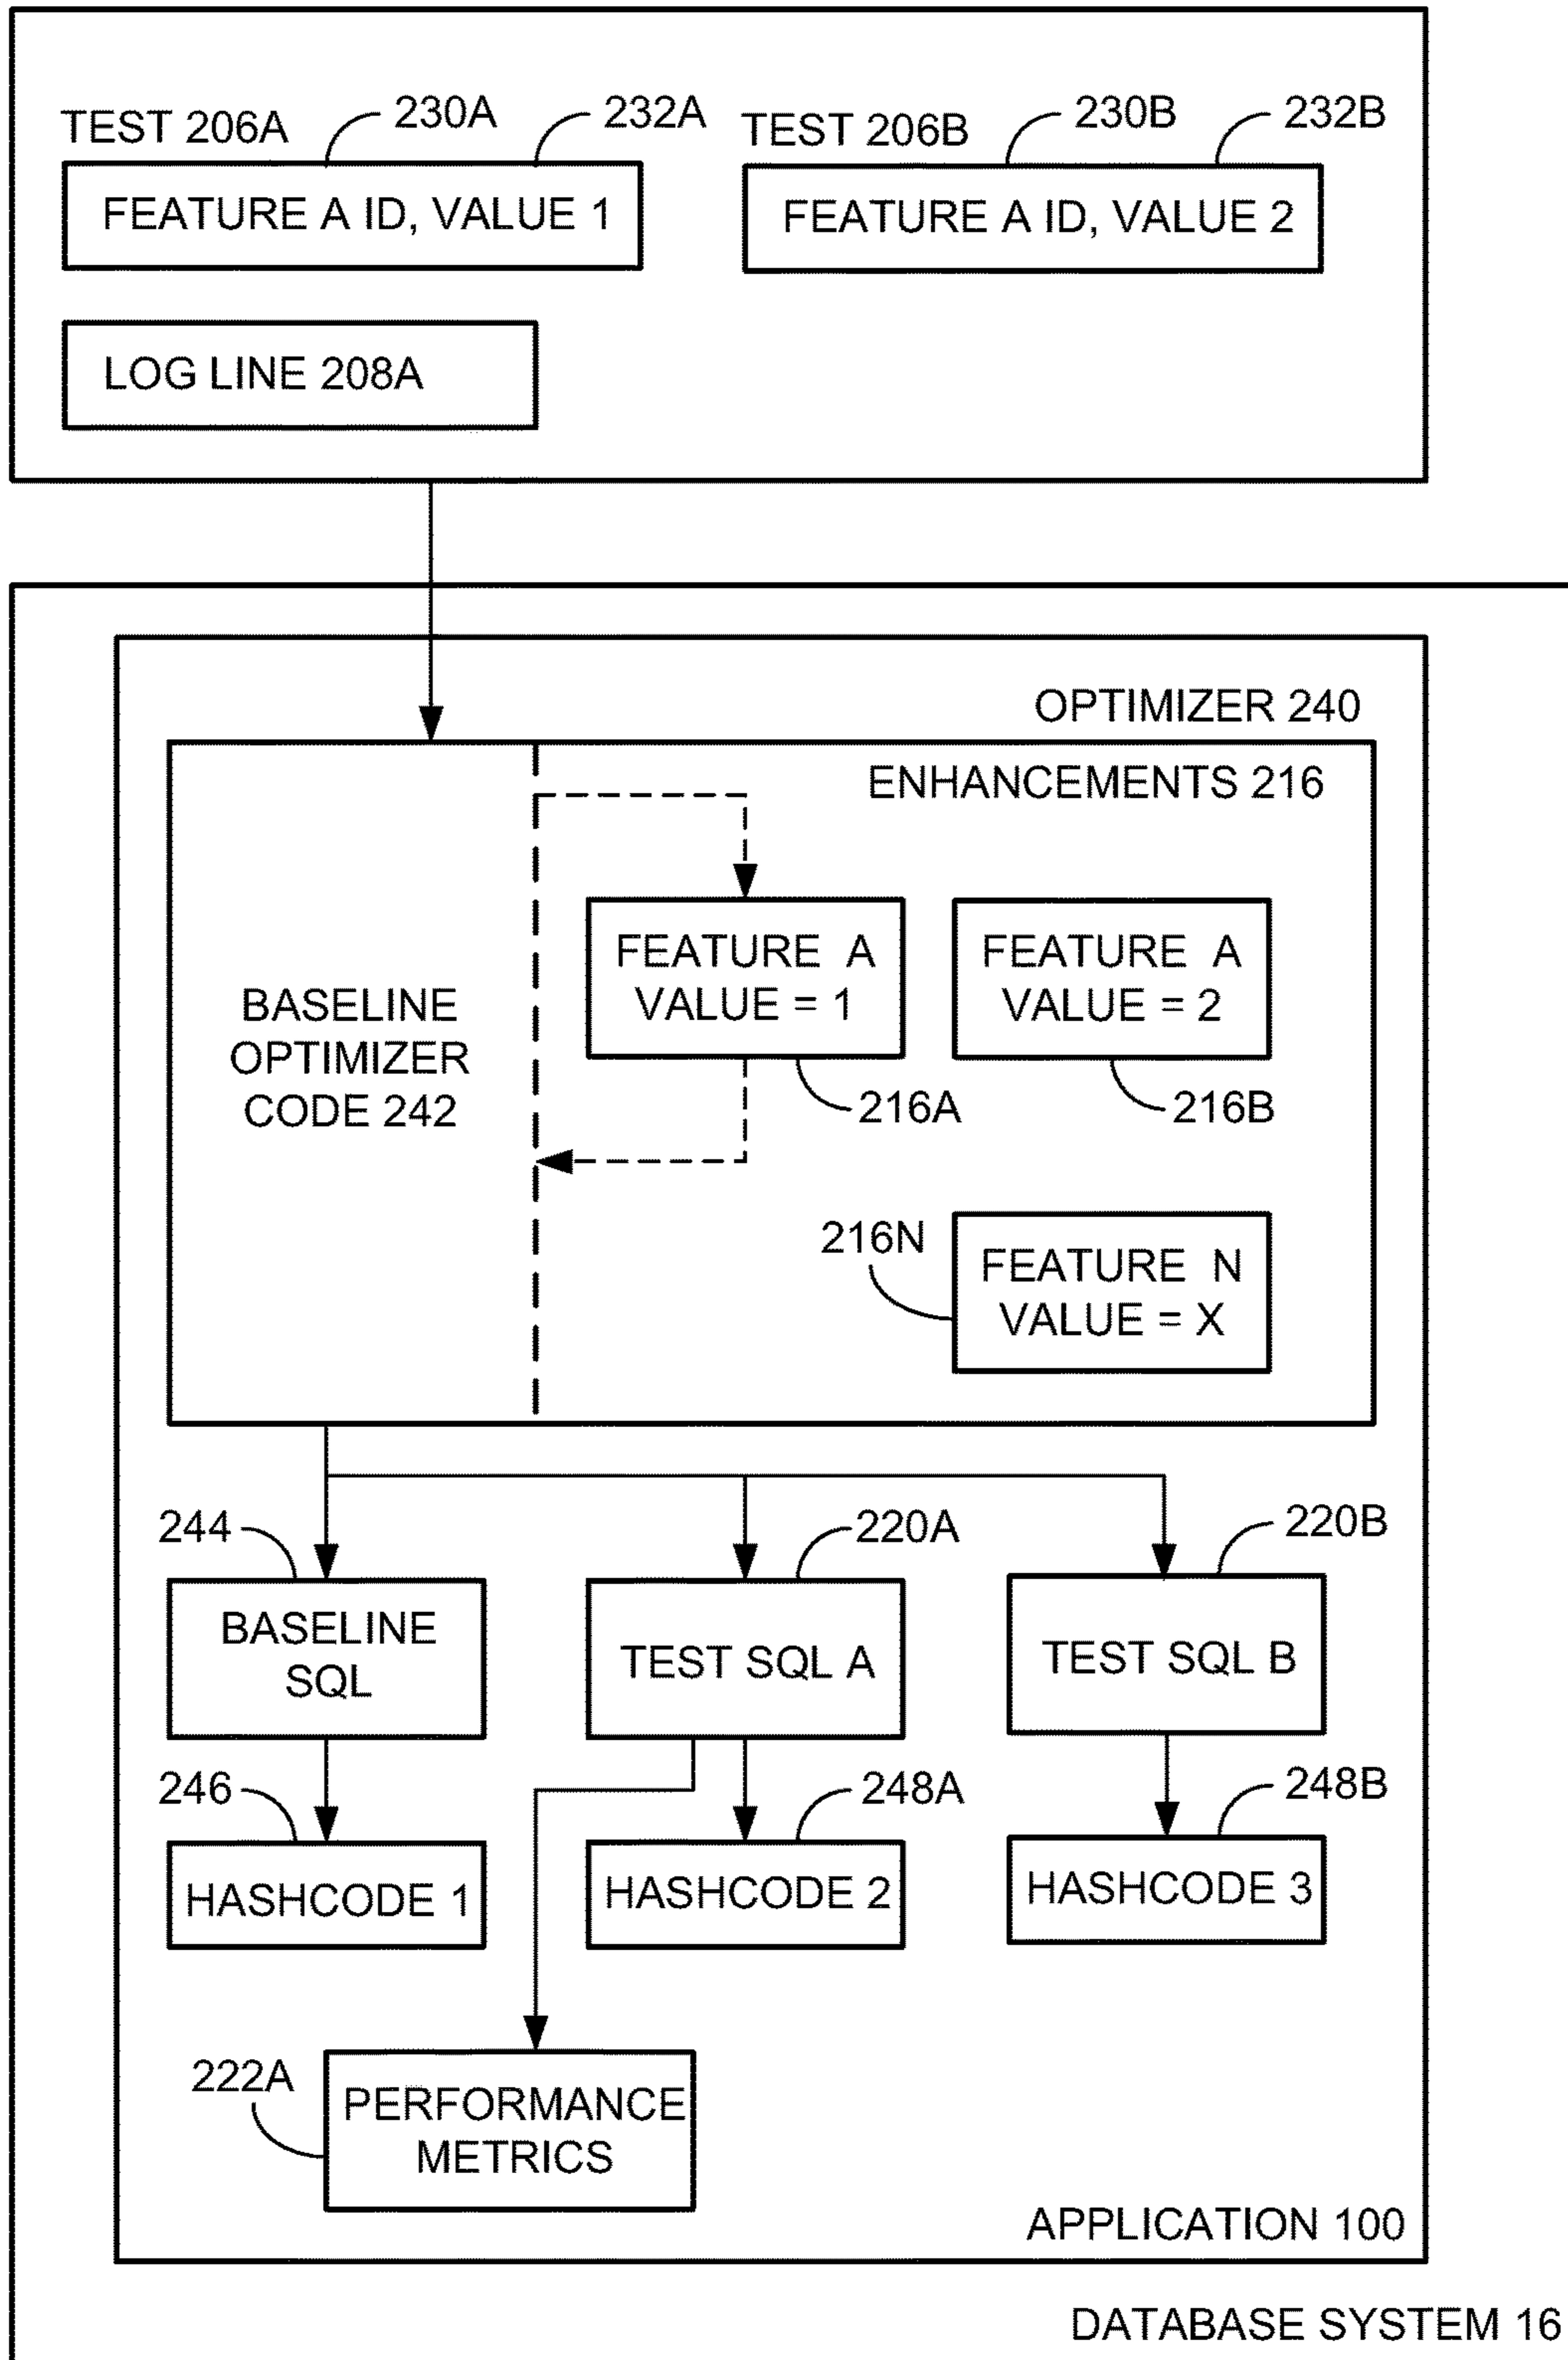 TEST 206A
230A
232A
TEST 206B
230B
232B
FEATURE A ID, VALUE 1
FEATURE A ID, VALUE 2
LOG LINE 208A
OPTIMIZER 240
ENHANCEMENTS 216
BASELINE
OPTIMIZER
CODE 242
FEATURE A
VALUE = 1
FEATURE A
VALUE = 2
216A
216B
216N
FEATURE N
VALUE = X
244
220A
220B
BASELINE
SQL
TEST SQL A
TEST SQL B
246
248A
248B
HASHCODE 1
HASHCODE 2
HASHCODE 3
222A
PERFORMANCE
METRICS
APPLICATION 100
DATABASE SYSTEM 16